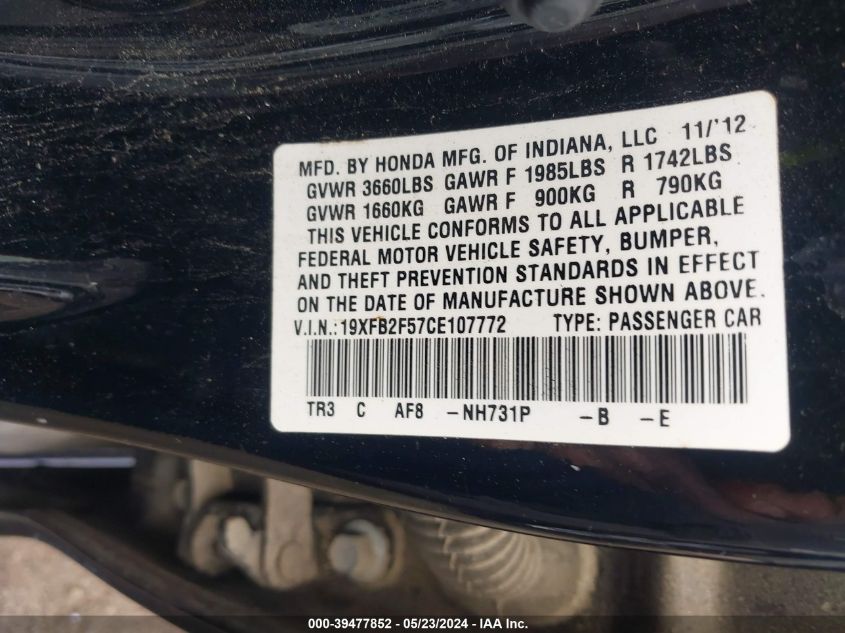 MFD. BY HONDA MFG. OF INDIANA, LLC 11/'12
GVWR 3660LBS GAWR F 1985LBS R 1742LBS
GVWR 1660KG GAWR F 900KG R 790KG
THIS VEHICLE CONFORMS TO ALL APPLICABLE
FEDERAL MOTOR VEHICLE SAFETY, BUMPER,
AND THEFT PREVENTION STANDARDS IN EFFECT
ON THE DATE OF MANUFACTURE SHOWN ABOVE.
V.I.N.:19XFB2F57CE107772 TYPE: PASSENGER CAR
TR3 C AF8 -NH731P -B -E
000-39477852 - 05/23/2024 - IAA Inc.